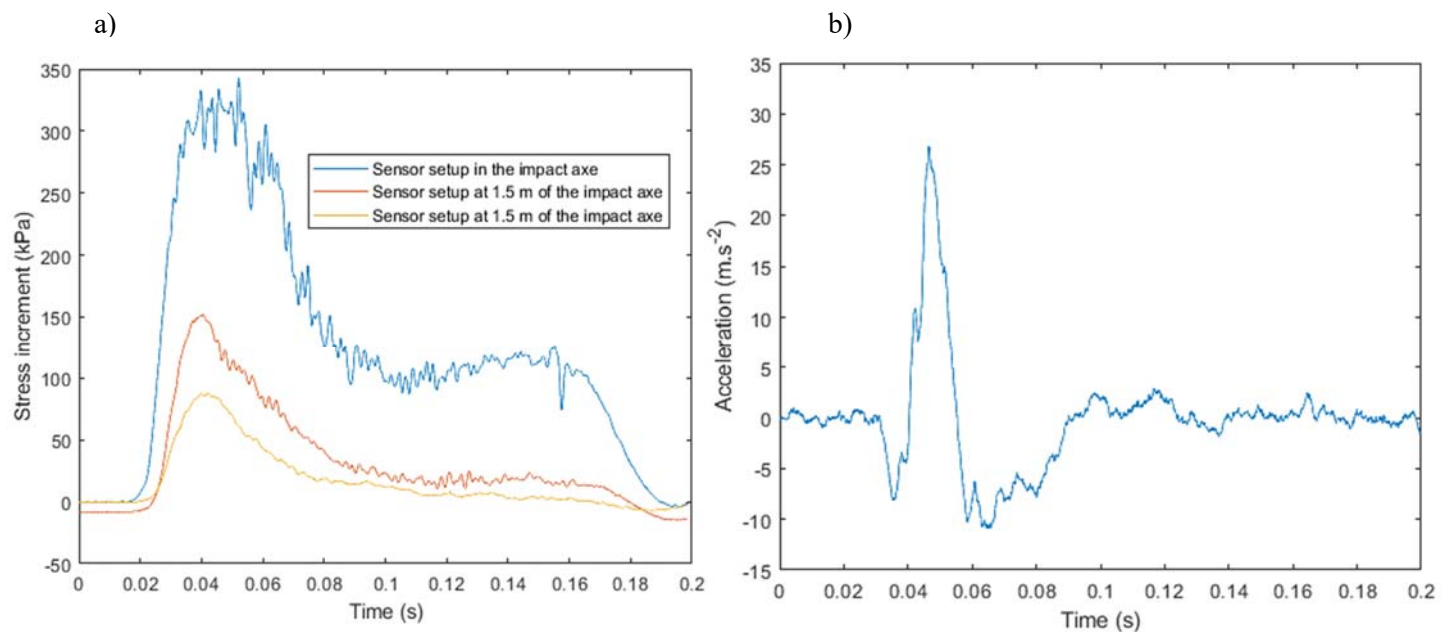 a)
b)
350
300
250
200
150
100
50
0
-50
Stress increment (kPa)
Sensor setup in the impact axe
Sensor setup at 1.5 m of the impact axe
Sensor setup at 1.5 m of the impact axe
0 0.02 0.04 0.06 0.08 0.1 0.12 0.14 0.16 0.18 0.2
Time (s)
35
30
25
20
15
10
5
0
-5
-10
-15
Acceleration (m.s-2)
0 0.02 0.04 0.06 0.08 0.1 0.12 0.14 0.16 0.18 0.2
Time (s)